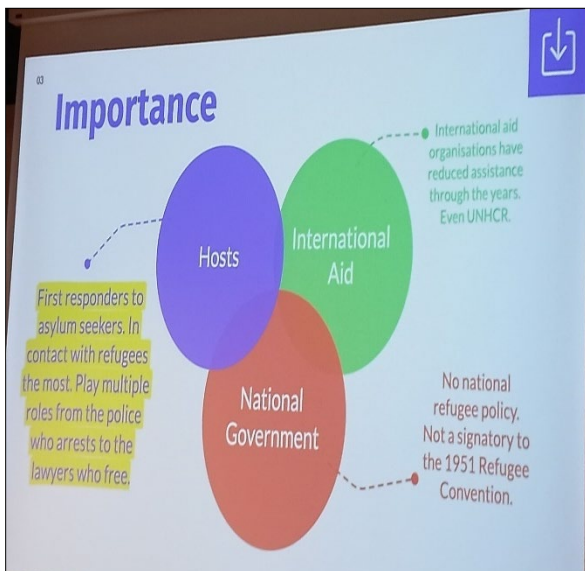 03
Importance
International aid
organisations have
reduced assistance
through the years.
Even UNHCR.
Hosts
International
Aid
First responders to
asylum seekers. In
contact with refugees
the most. Play multiple
roles from the police
who arrests to the
lawyers who free.
National
Government
No national
refugee policy.
Not a signatory to
the 1951 Refugee
Convention.